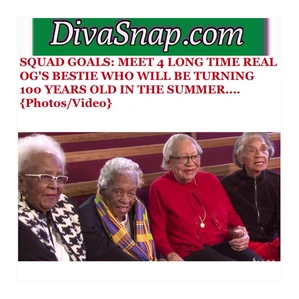 DivaSnap.com
SQUAD GOALS: MEET 4 LONG TIME REAL
OG'S BESTIE WHO WILL BE TURNING
100 YEARS OLD IN THE SUMMER....
{Photos/Video}